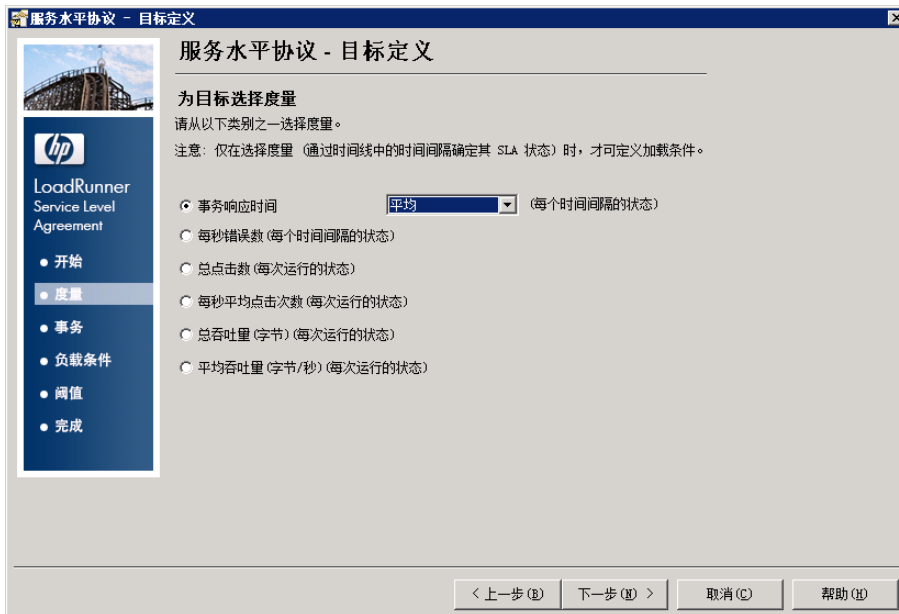 服务水平协议 - 目标定义
服务水平协议 - 目标定义
为目标选择度量
请从以下类别之一选择度量。
注意: 仅在选择度量 (通过时间线中的时间间隔确定其 SLA 状态) 时，才可定义加载条件。
hp
LoadRunner
Service Level
Agreement
开始
度量
事务
负载条件
阈值
完成
事务响应时间 平均 (每个时间间隔的状态)
每秒错误数(每个时间间隔的状态)
总点击数(每次运行的状态)
每秒平均点击次数(每次运行的状态)
总吞吐量(字节)(每次运行的状态)
平均吞吐量(字节/秒)(每次运行的状态)
< 上一步(B) 下一步(N) > 取消(C) 帮助(H)